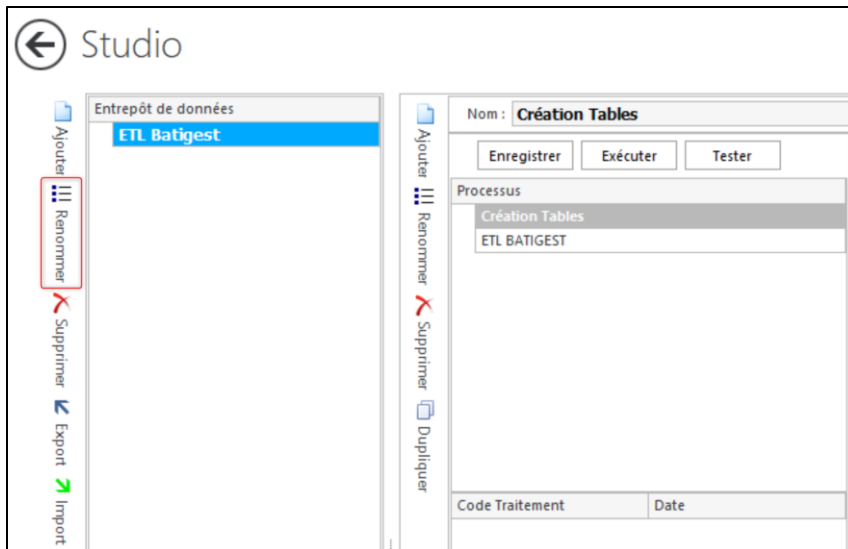 Studio
Ajouter
Renommer
Supprimer
Export
Import
Entrepôt de données
ETL Batigest
Ajouter
Renommer
Supprimer
Dupliquer
Nom : Création Tables
Enregistrer Exécuter Tester
Processus
Création Tables
ETL BATIGEST
Code Traitement Date